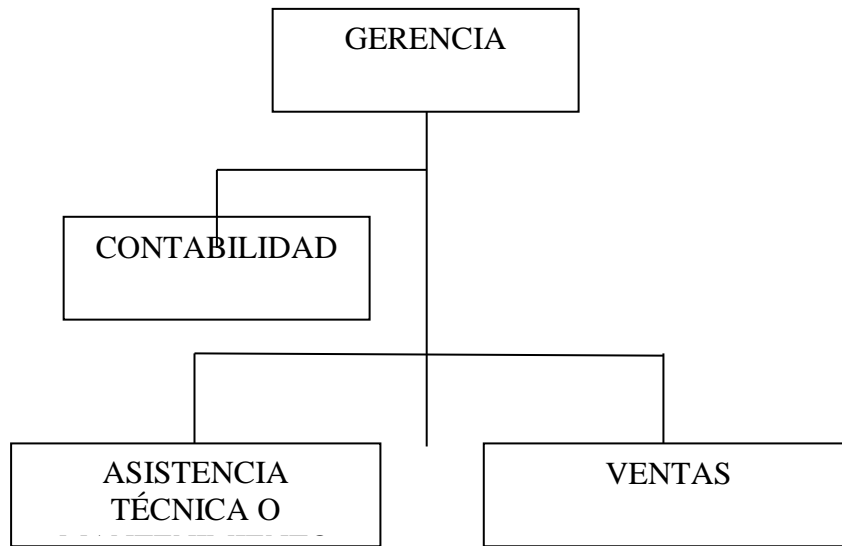 GERENCIA
CONTABILIDAD
ASISTENCIA
TÉCNICA O
VENTAS